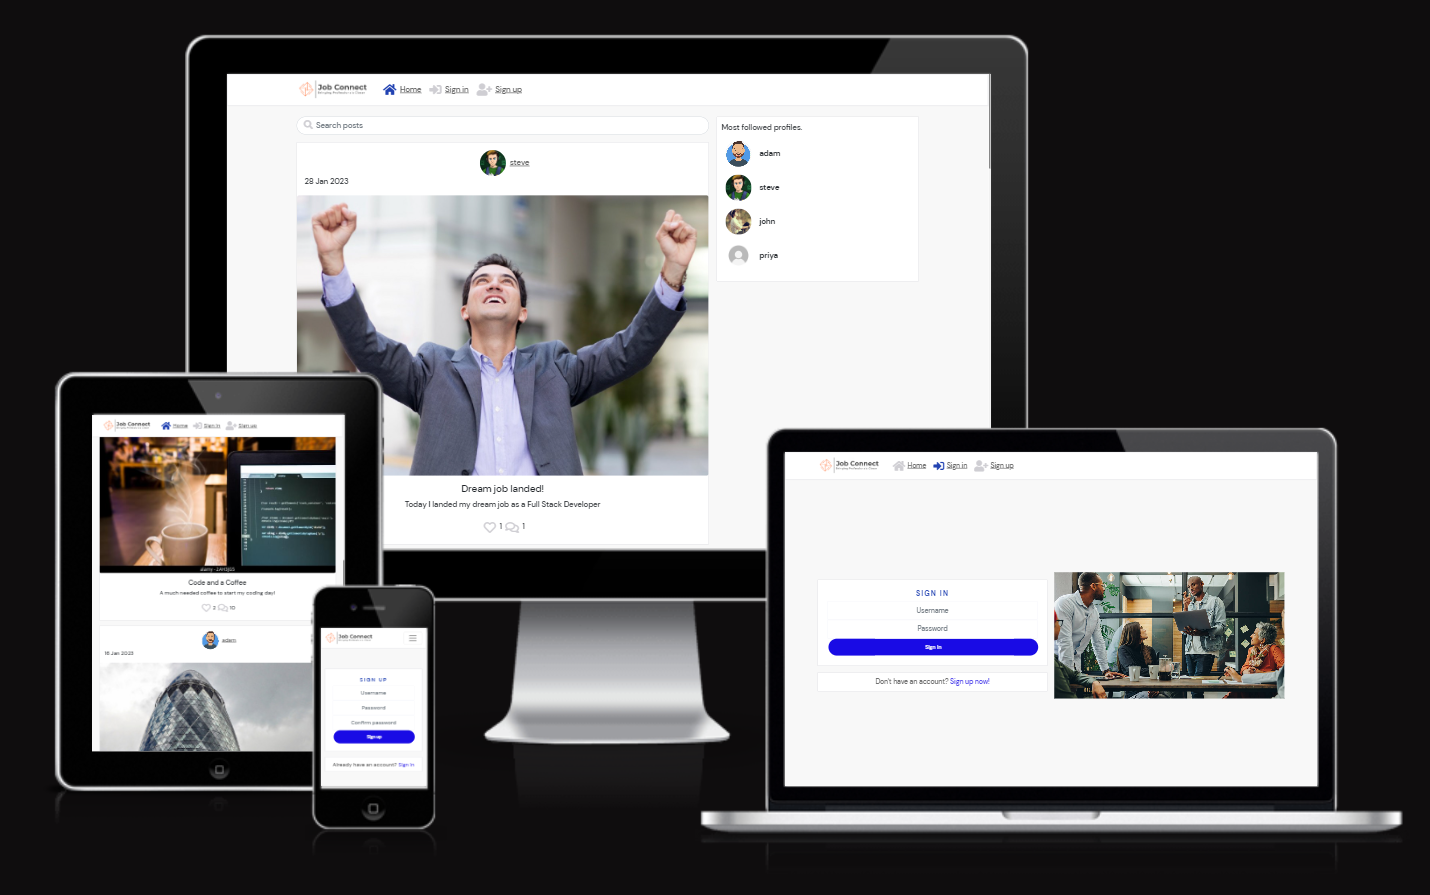 Job Connect
Home
Sign in
Sign up
Search posts
steve
28 Jan 2023
Dream job landed!
Today I landed my dream job as a Full Stack Developer
1
1
Most followed profiles.
adam
steve
john
priya
Job Connect
Home
Sign in
Sign up
Code and a Coffee
A much needed coffee to start my coding day!
2
10
adam
16 Jan 2023
Job Connect
SIGN UP
Username
Password
Confirm password
Sign up
Already have an account? Sign in
Job Connect
Home
Sign in
Sign up
SIGN IN
Username
Password
Sign in
Don't have an account? Sign up now!